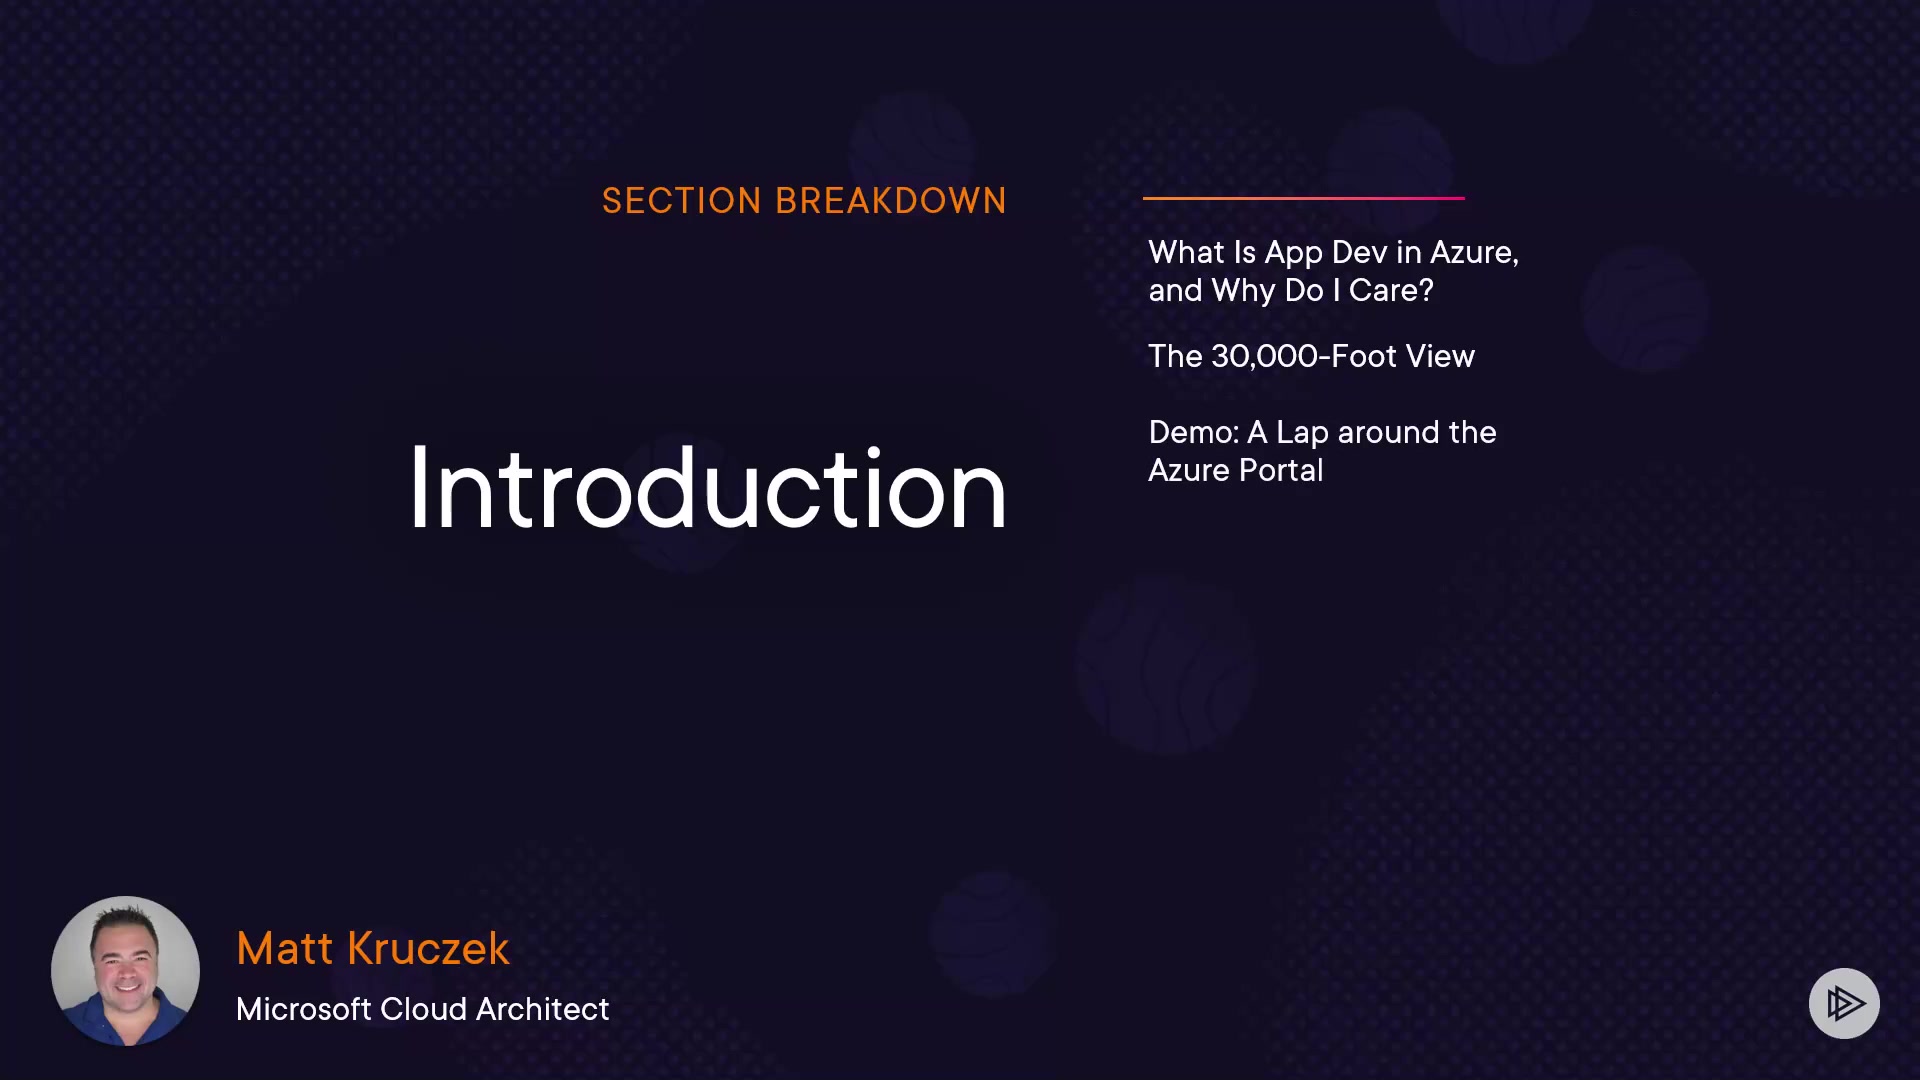 SECTION BREAKDOWN
Introduction
What Is App Dev in Azure,
and Why Do I Care?
The 30,000-Foot View
Demo: A Lap around the
Azure Portal
Matt Kruczek
Microsoft Cloud Architect